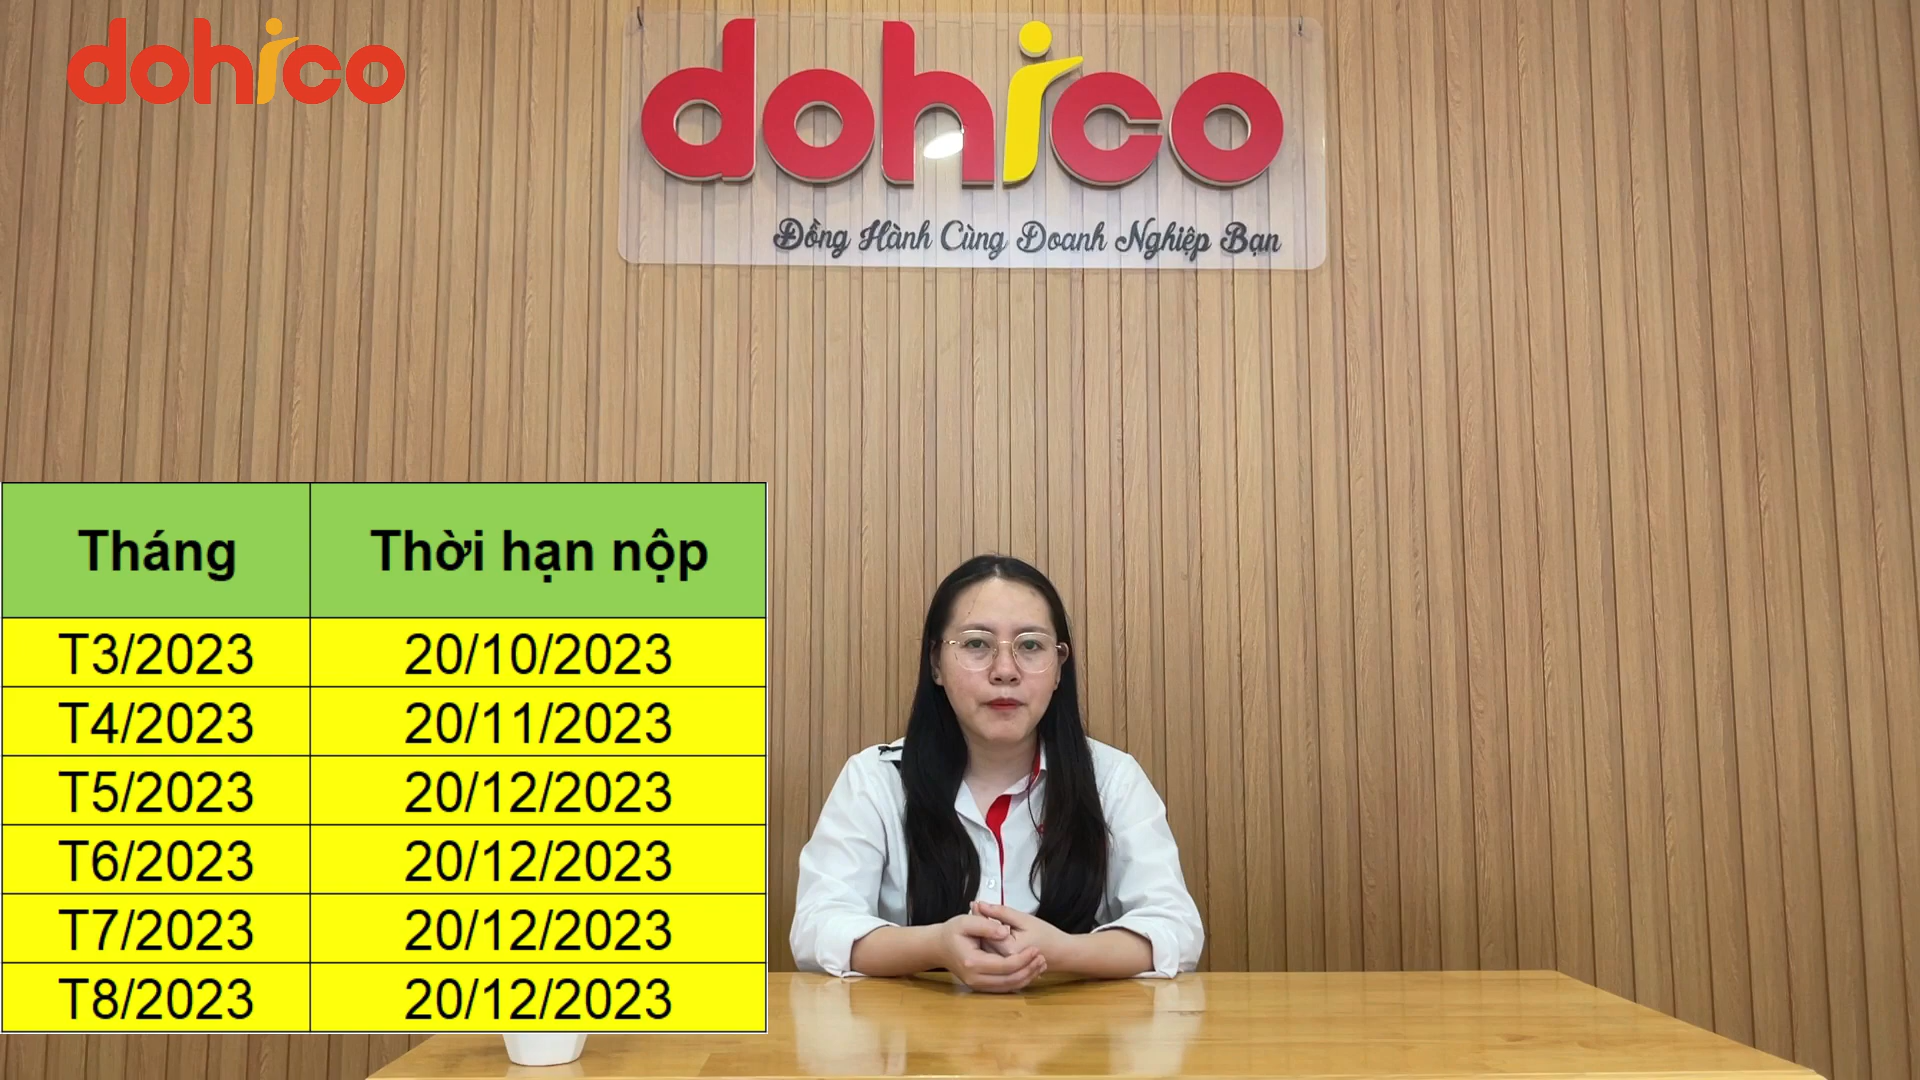 dohico
dohico
Đồng Hành Cùng Doanh Nghiệp Bạn
Tháng Thời hạn nộp
T3/2023 20/10/2023
T4/2023 20/11/2023
T5/2023 20/12/2023
T6/2023 20/12/2023
T7/2023 20/12/2023
T8/2023 20/12/2023